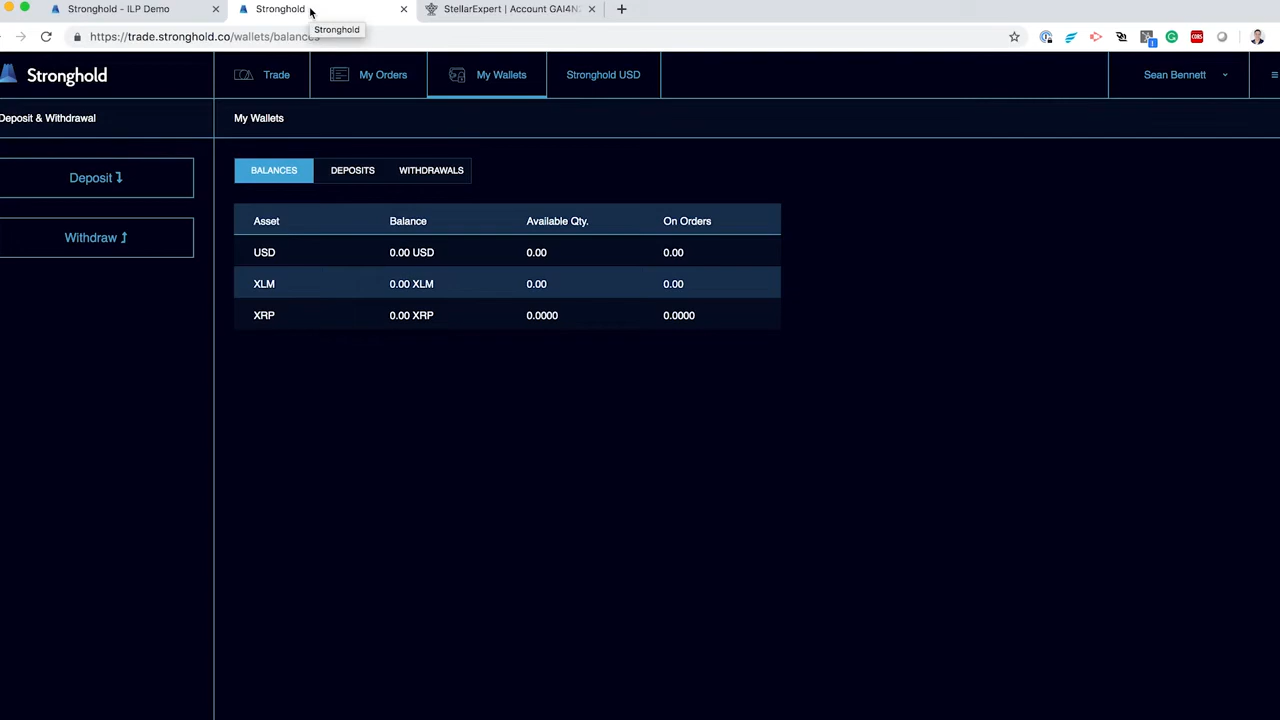 Stronghold - ILP Demo
Stronghold
StellarExpert | Account GAI4N
Stronghold
https://trade.stronghold.co/wallets/balances
Stronghold
Trade
My Orders
My Wallets
Stronghold USD
Sean Bennett
Deposit & Withdrawal
My Wallets
Deposit
Withdraw
BALANCES DEPOSITS WITHDRAWALS
Asset Balance Available Qty. On Orders
USD 0.00 USD 0.00 0.00
XLM 0.00 XLM 0.00 0.00
XRP 0.00 XRP 0.0000 0.0000